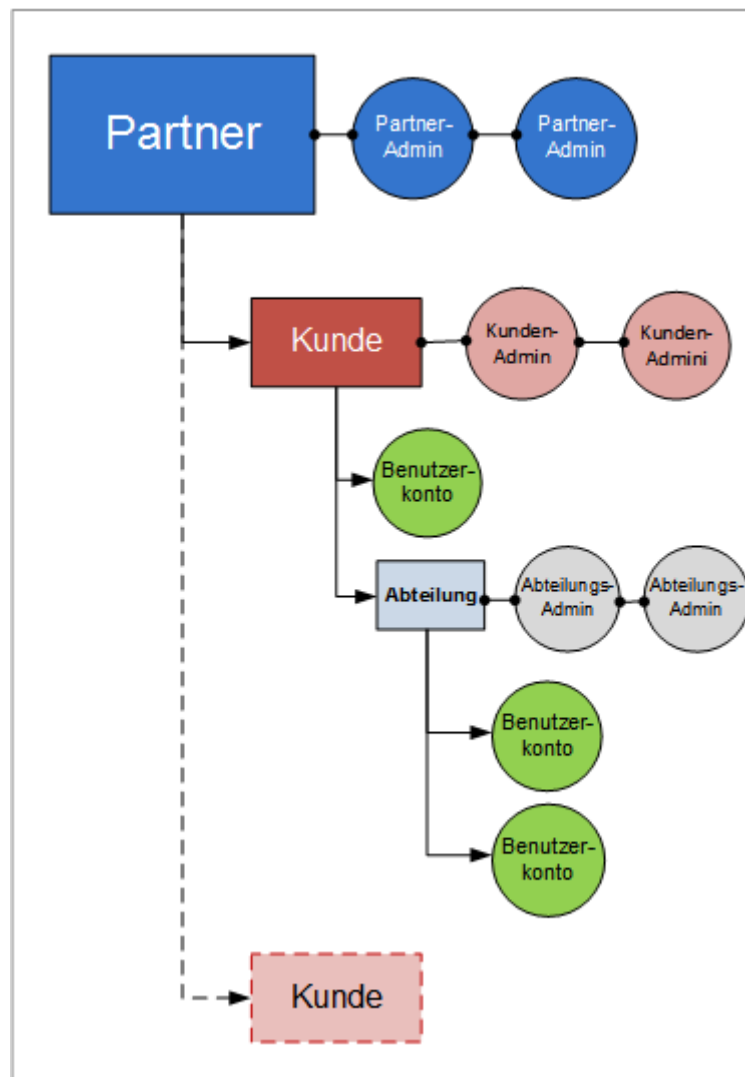 Partner
Partner-
Admin
Partner-
Admin
Kunde
Kunden-
Admin
Kunden-
Admini
Benutzer-
konto
Abteilung
Abteilungs-
Admin
Abteilungs-
Admin
Benutzer-
konto
Benutzer-
konto
Kunde